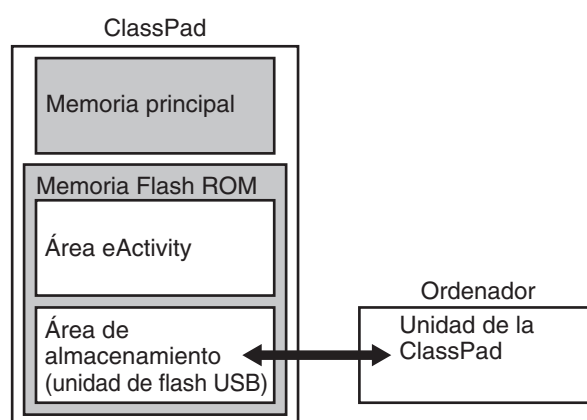 ClassPad
Memoria principal
Memoria Flash ROM
Área eActivity
Área de
almacenamiento
(unidad de flash USB)
Ordenador
Unidad de la
ClassPad